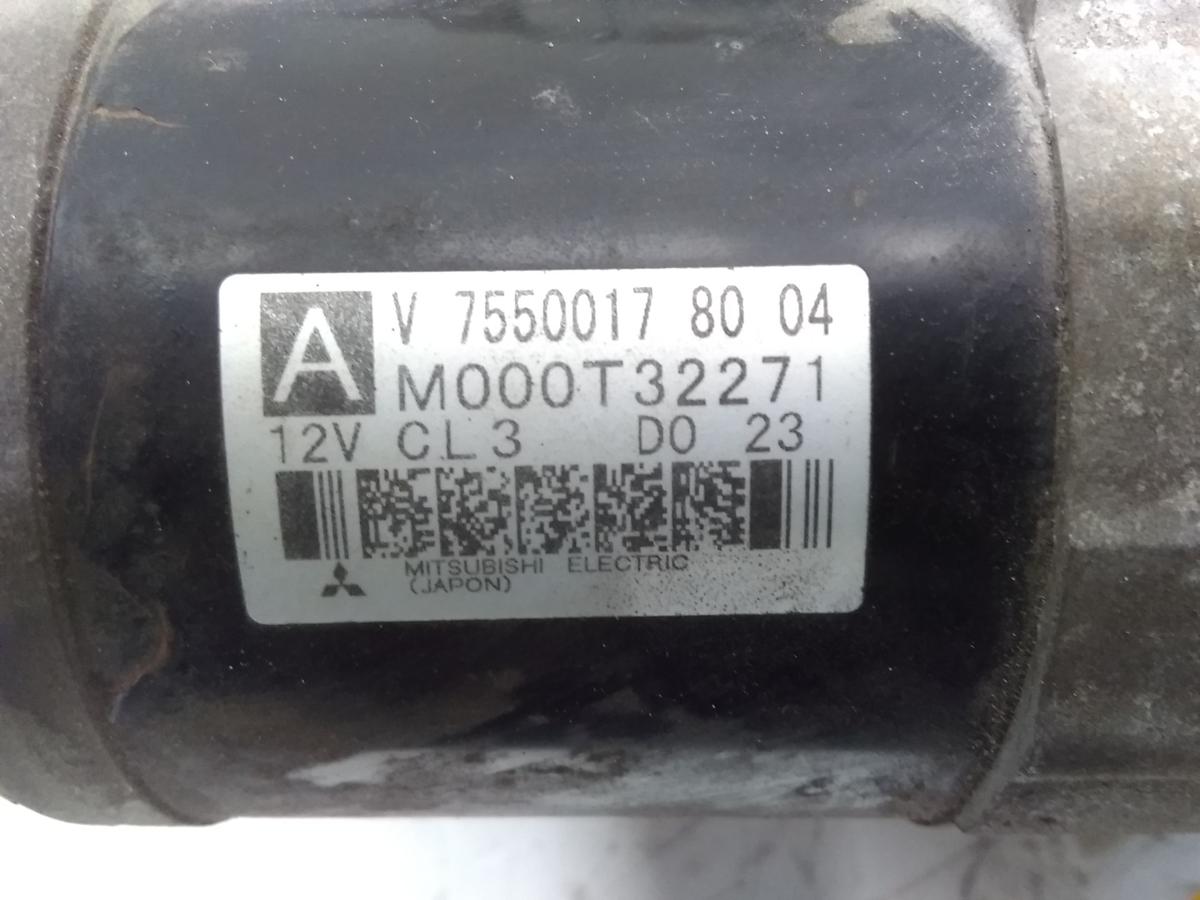 A V 7550017 80 04
M000T32271
12V CL3 D0 23
MITSUBISHI ELECTRIC
(JAPON)